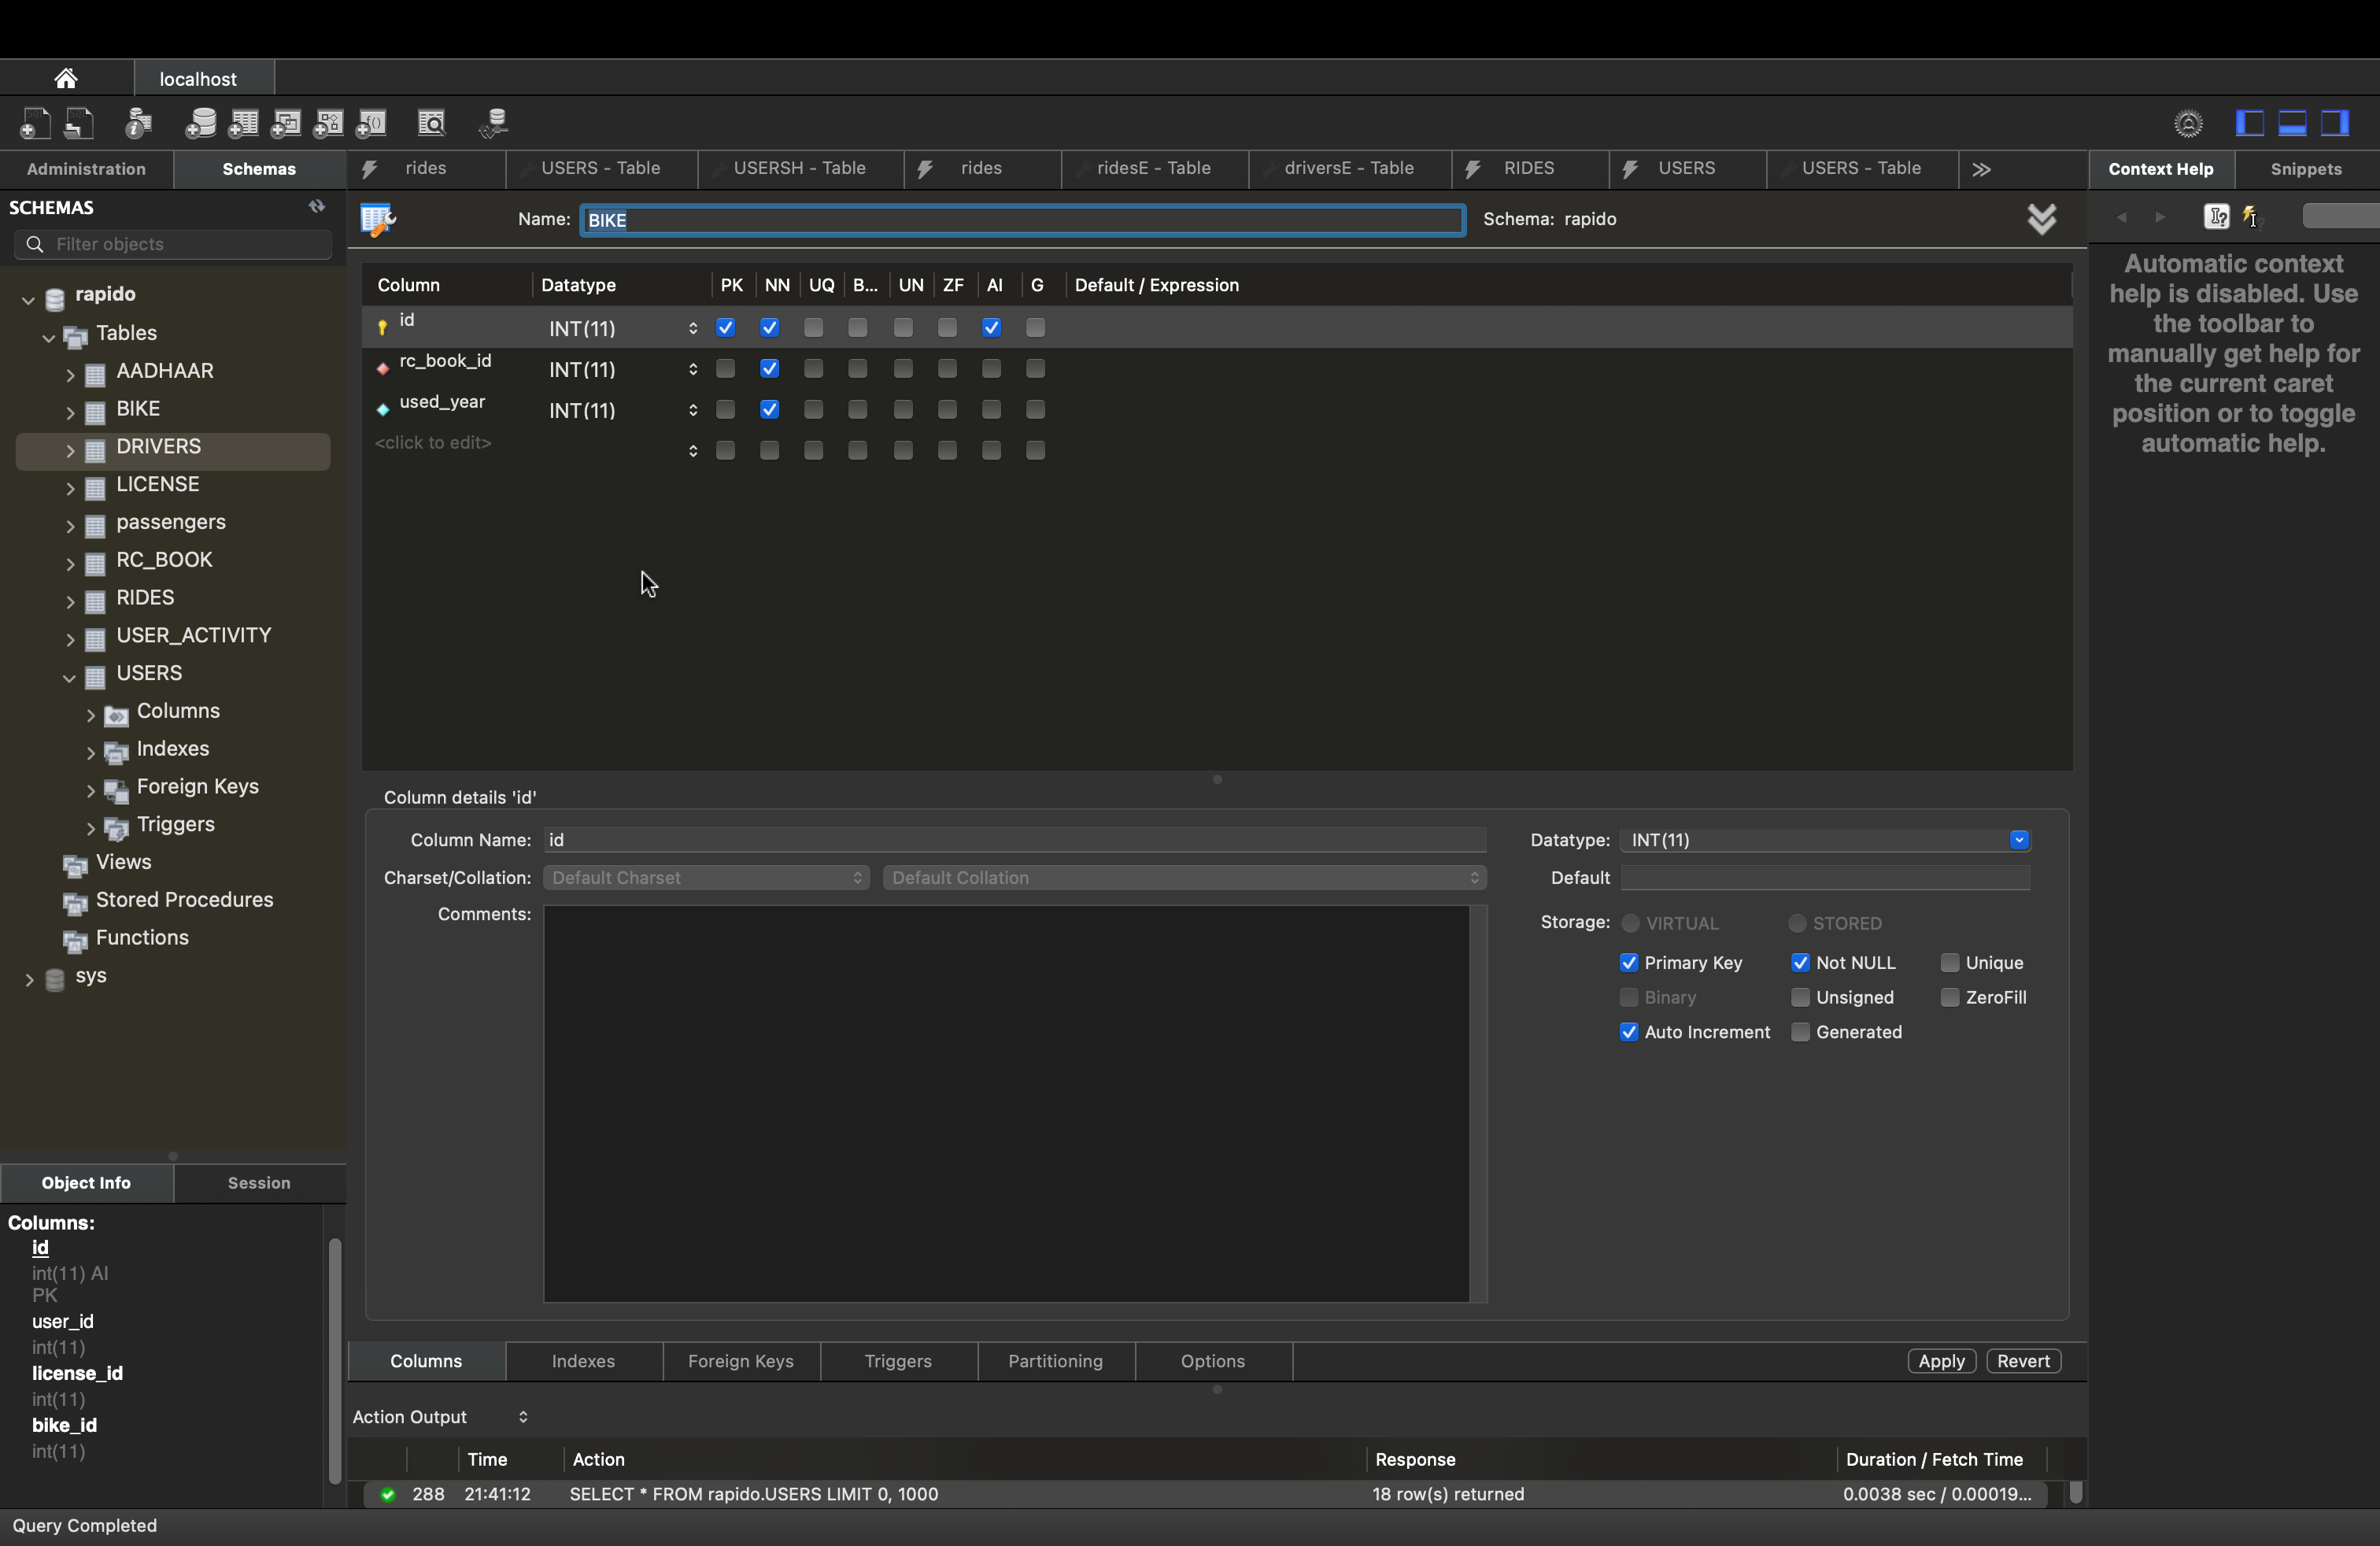 localhost
Administration
Schemas
rides
USERS - Table
USERSH - Table
rides
ridesE - Table
driversE - Table
RIDES
USERS
USERS - Table
Context Help
Snippets
SCHEMAS
Filter objects
Name:
BIKE
Schema: rapido
Automatic context
help is disabled. Use
the toolbar to
manually get help for
the current caret
position or to toggle
automatic help.
rapido
Tables
AADHAAR
BIKE
DRIVERS
LICENSE
passengers
RC_BOOK
RIDES
USER_ACTIVITY
USERS
Columns
Indexes
Foreign Keys
Triggers
Views
Stored Procedures
Functions
sys
Column Datatype PK NN UQ B... UN ZF AI G Default / Expression
id INT(11)
rc_book_id INT(11)
used_year INT(11)
<click to edit>
Column details 'id'
Column Name: id
Datatype: INT(11)
Charset/Collation: Default Charset Default Collation
Default
Comments:
Storage: VIRTUAL STORED
Primary Key Not NULL Unique
Binary Unsigned ZeroFill
Auto Increment Generated
Object Info
Session
Columns:
id
int(11) AI
PK
user_id
int(11)
license_id
int(11)
bike_id
int(11)
Columns
Indexes
Foreign Keys
Triggers
Partitioning
Options
Apply
Revert
Action Output
Time Action Response Duration / Fetch Time
288 21:41:12 SELECT * FROM rapido.USERS LIMIT 0, 1000 18 row(s) returned 0.0038 sec / 0.00019...
Query Completed